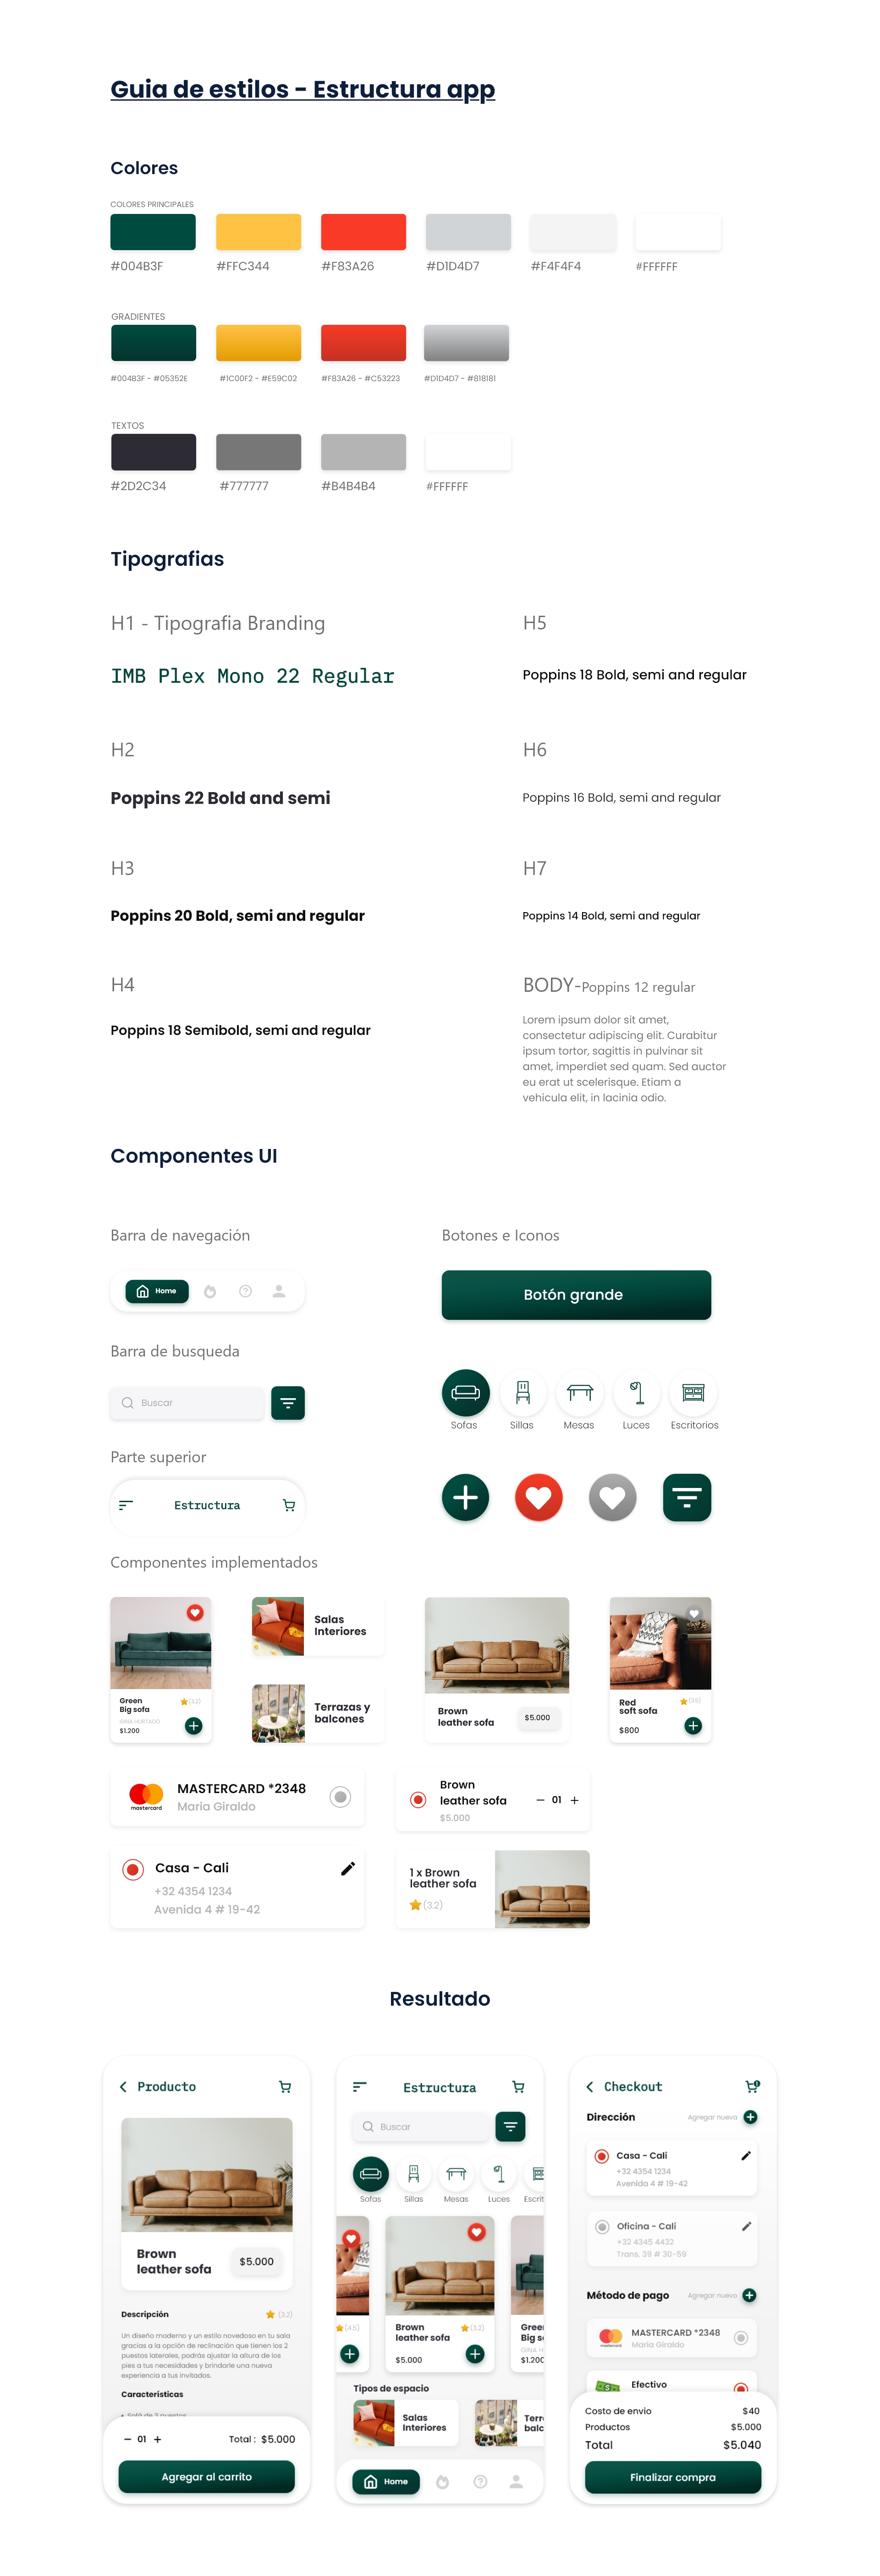 Guia de estilos - Estructura app
Colores
COLORES PRINCIPALES
#004B3F
#FFC344
#F83A26
#D1D4D7
#F4F4F4
#FFFFFF
GRADIENTES
#004B3F - #05352E
#1C00F2 - #E59C02
#F83A26 - #C53223
#D1D4D7 - #818181
TEXTOS
#2D2C34
#777777
#B4B4B4
#FFFFFF
Tipografias
H1 - Tipografia Branding
IMB Plex Mono 22 Regular
H2
Poppins 22 Bold and semi
H3
Poppins 20 Bold, semi and regular
H4
Poppins 18 Semibold, semi and regular
H5
Poppins 18 Bold, semi and regular
H6
Poppins 16 Bold, semi and regular
H7
Poppins 14 Bold, semi and regular
BODY-Poppins 12 regular
Lorem ipsum dolor sit amet,
consectetur adipiscing elit. Curabitur
ipsum tortor, sagittis in pulvinar sit
amet, imperdiet sed quam. Sed auctor
eu erat ut scelerisque. Etiam a
vehicula elit, in lacinia odio.
Componentes UI
Barra de navegación
Home
Barra de busqueda
Buscar
Parte superior
Estructura
Botones e Iconos
Botón grande
Sofas
Sillas
Mesas
Luces
Escritorios
Componentes implementados
Green
Big sofa
(3.2)
GINA HURTADO
$1.200
Salas
Interiores
Terrazas y
balcones
Brown
leather sofa
$5.000
Red
soft sofa
$800
MASTERCARD *2348
Maria Giraldo
mastercard
Brown
leather sofa
$5.000
01
Casa - Cali
+32 4354 1234
Avenida 4 # 19-42
1 x Brown
leather sofa
(3.2)
Resultado
Producto
Brown
leather sofa
$5.000
Descripción
(3.2)
Un diseño moderno y un estilo novedoso en tu sala
gracias a la opción de reclinación que tienen los 2
puestos laterales, podrás ajustar la altura de los
pies a tus necesidades y brindarle una nueva
experiencia a tus invitados.
Características
Sofá de 3 puestos
01
Total : $5.000
Agregar al carrito
Estructura
Buscar
Sofas
Sillas
Mesas
Luces
Escrit
(4.5)
Brown
leather sofa
(3.2)
$5.000
Green
Big s
GINA H
$1.200
Tipos de espacio
Salas
Interiores
Terr
balc
Home
Checkout
Dirección
Agregar nueva
Casa - Cali
+32 4354 1234
Avenida 4 # 19-42
Oficina - Cali
+32 4345 4432
Trans. 39 # 30-59
Método de pago
Agregar nuevo
MASTERCARD *2348
Maria Giraldo
Efectivo
Costo de envio
$40
Productos
$5.000
Total
$5.040
Finalizar compra